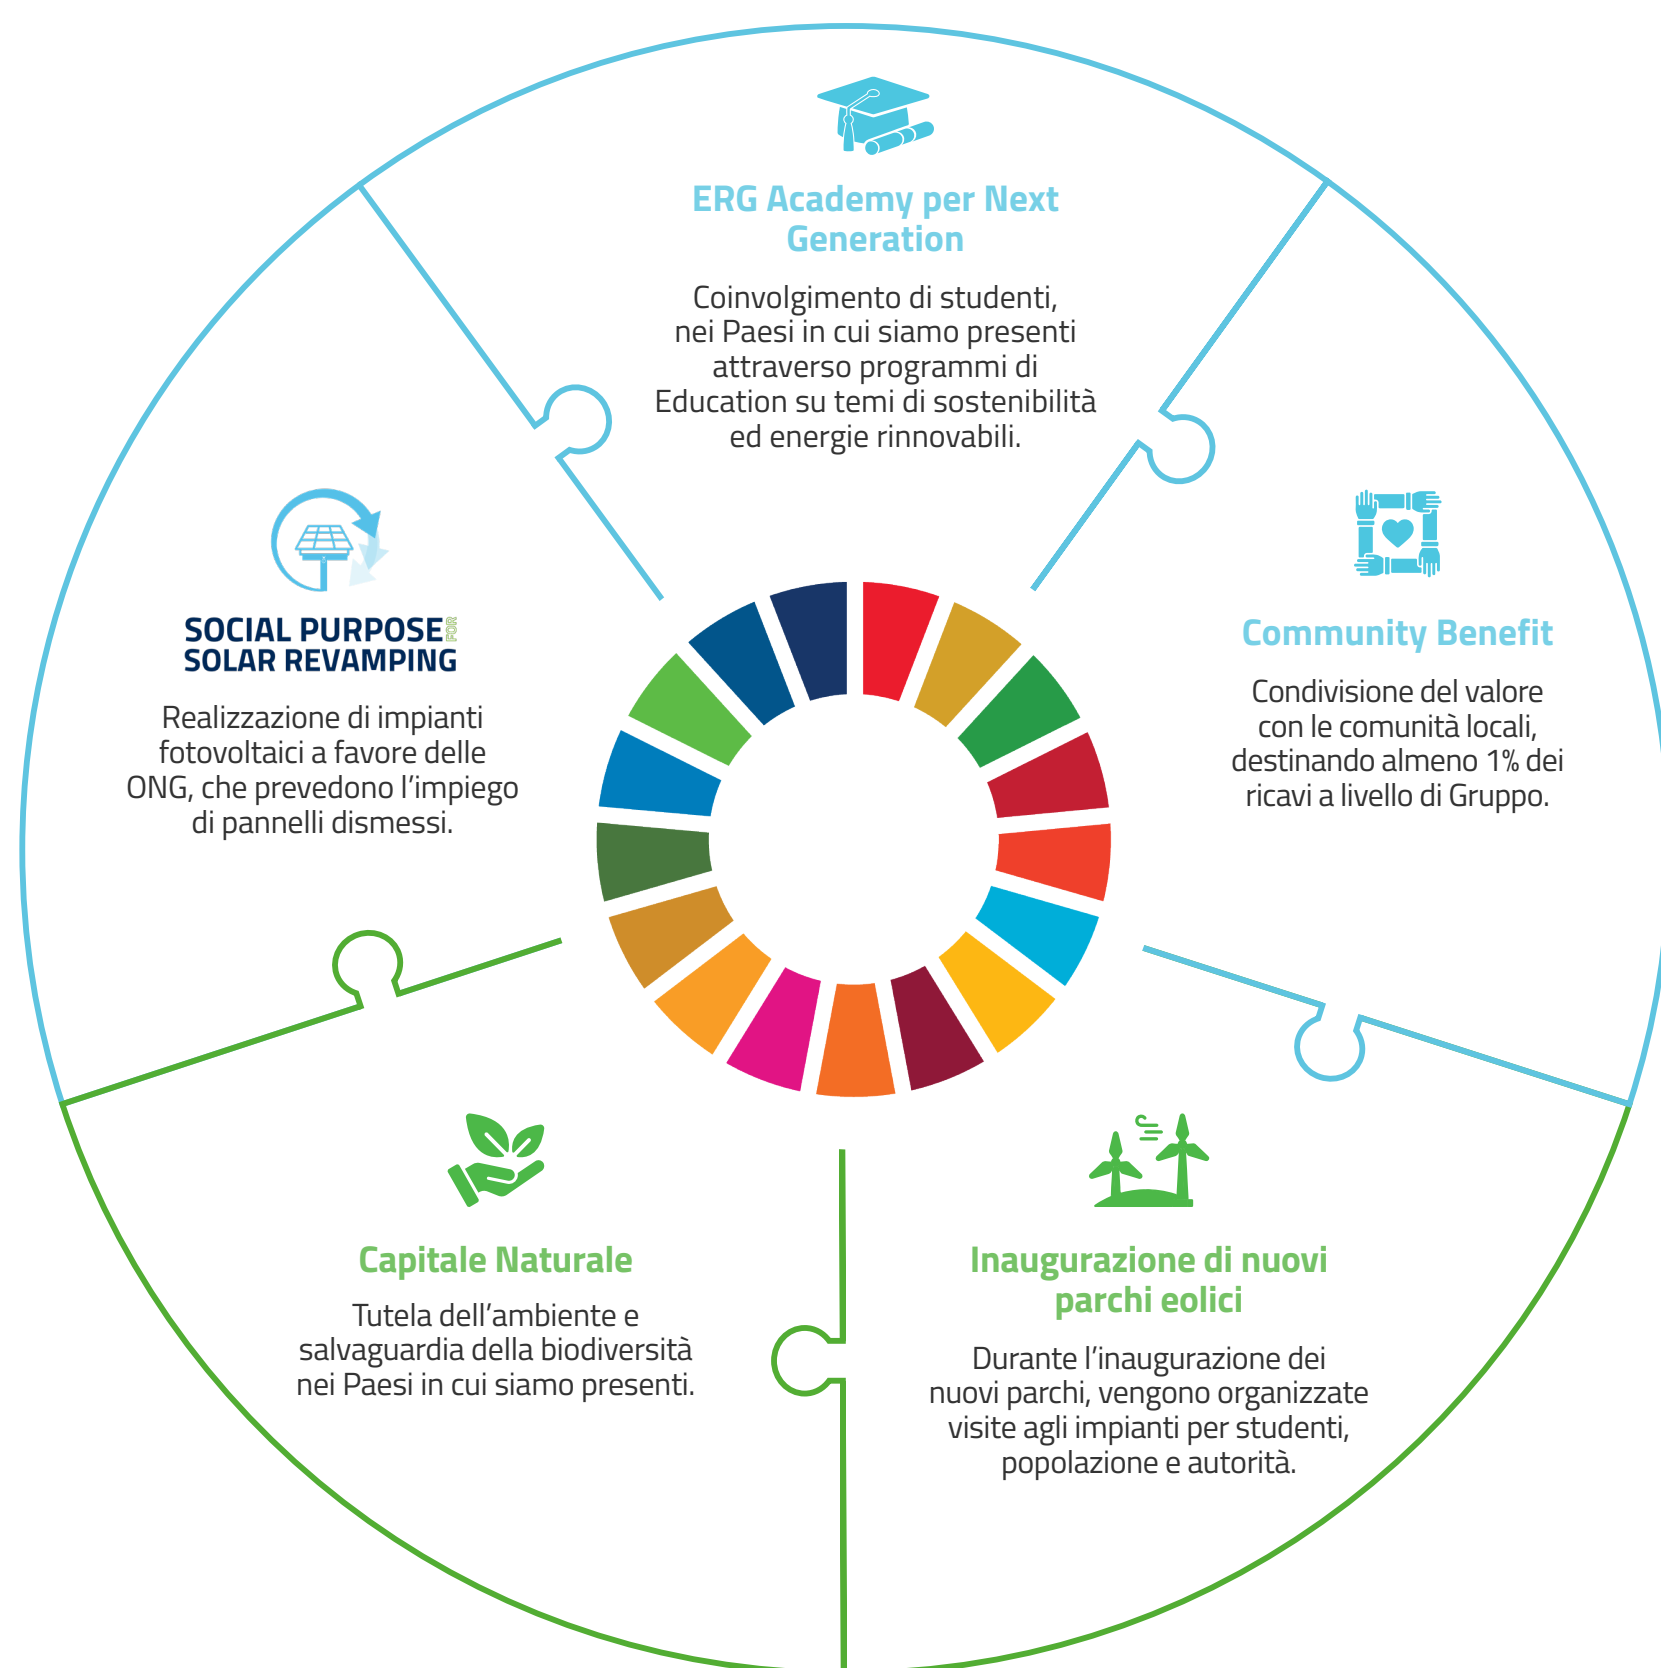 ERG Academy per Next
Generation
Coinvolgimento di studenti,
nei Paesi in cui siamo presenti
attraverso programmi di
Education su temi di sostenibilità
ed energie rinnovabili.
SOCIAL PURPOSE FOR
SOLAR REVAMPING
Realizzazione di impianti
fotovoltaici a favore delle
ONG, che prevedono l’impiego
di pannelli dismessi.
Community Benefit
Condivisione del valore
con le comunità locali,
destinando almeno 1% dei
ricavi a livello di Gruppo.
Capitale Naturale
Tutela dell’ambiente e
salvaguardia della biodiversità
nei Paesi in cui siamo presenti.
Inaugurazione di nuovi
parchi eolici
Durante l’inaugurazione dei
nuovi parchi, vengono organizzate
visite agli impianti per studenti,
popolazione e autorità.